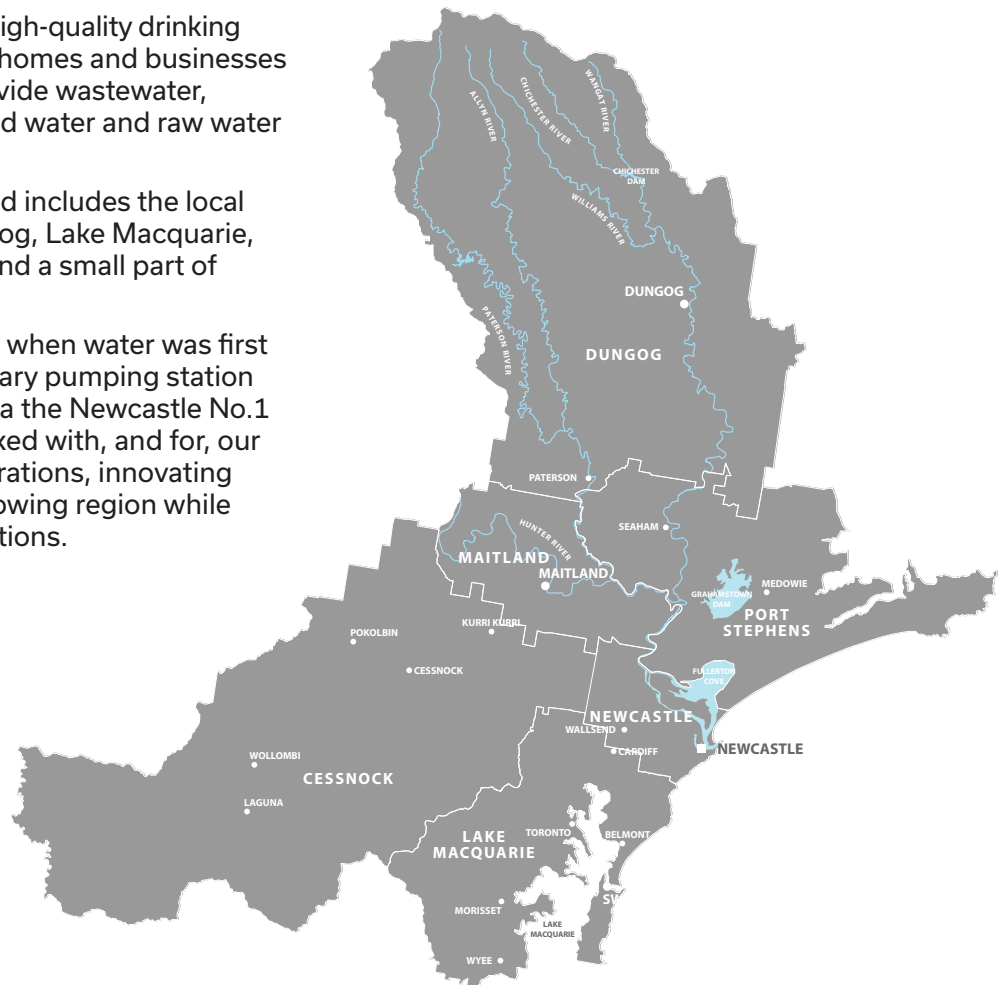 igh-quality drinking
homes and businesses
vide wastewater,
d water and raw water
d includes the local
og, Lake Macquarie,
nd a small part of
when water was first
ary pumping station
a the Newcastle No.1
ked with, and for, our
rations, innovating
owing region while
tions.
WANGAT RIVER
CHICHESTER RIVER
ALLYN RIVER
CHICHESTER
DAM
WILLIAMS RIVER
DUNGOG
PATERSON RIVER
DUNGOG
PATERSON
SEAHAM
HUNTER RIVER
MAITLAND
MAITLAND
MEDOWIE
GRAHAMSTOWN
DAM
PORT
STEPHENS
KURRI KURRI
POKOLBIN
CESSNOCK
FULLERTON
COVE
NEWCASTLE
WALLSEND
NEWCASTLE
CARDIFF
WOLLOMBI
CESSNOCK
LAGUNA
TORONTO
BELMONT
LAKE
MACQUARIE
SW
MORISSET
LAKE
MACQUARIE
WYEE